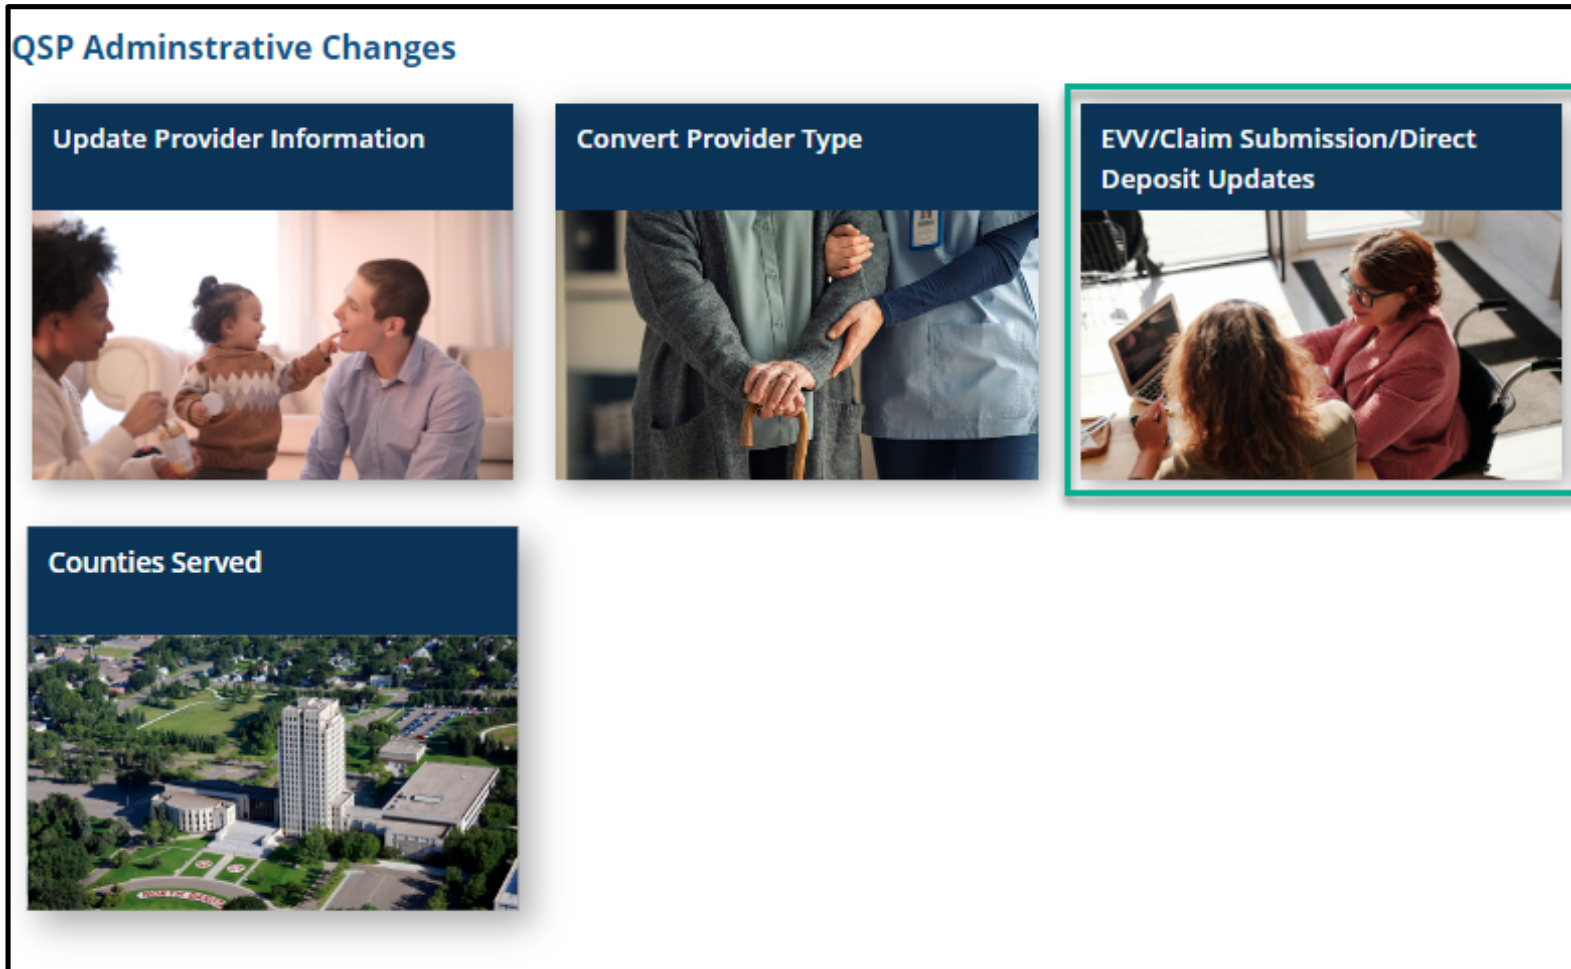 QSP Adminstrative Changes
Update Provider Information
Convert Provider Type
EVV/Claim Submission/Direct
Deposit Updates
Counties Served